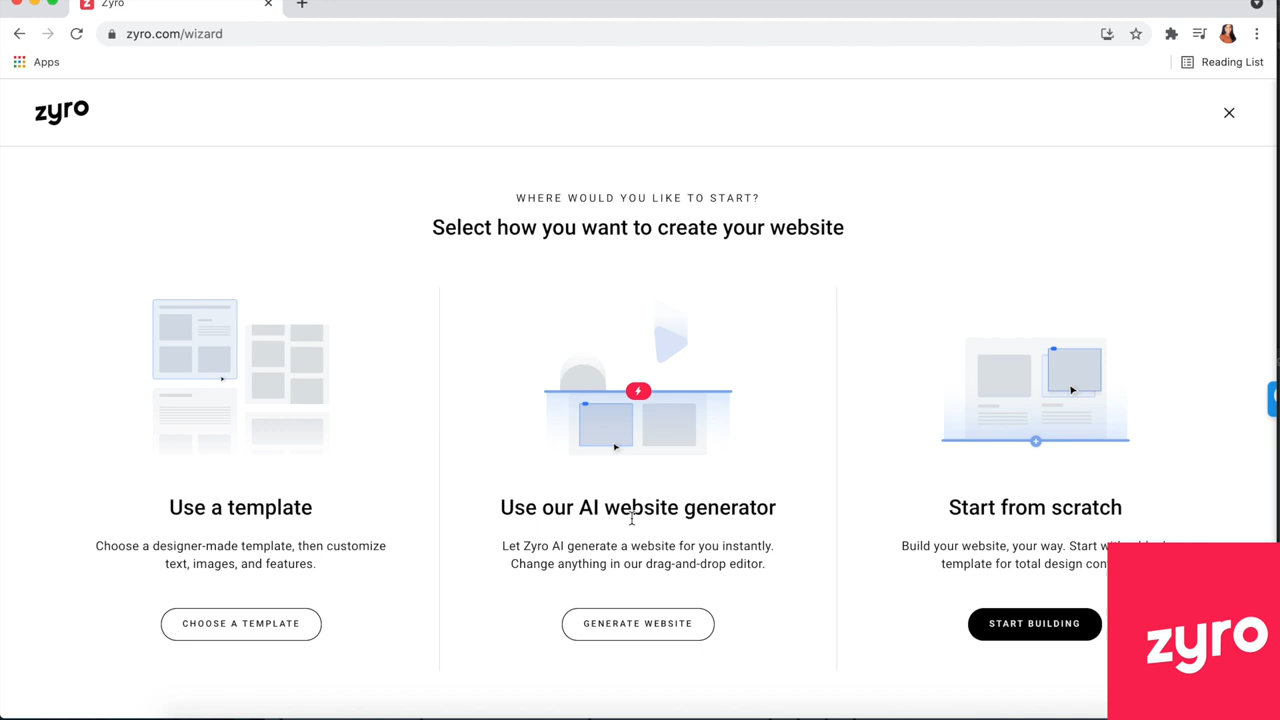 Zyro
zyro.com/wizard
Apps
Reading List
zyro
WHERE WOULD YOU LIKE TO START?
Select how you want to create your website
Use a template
Choose a designer-made template, then customize
text, images, and features.
CHOOSE A TEMPLATE
Use our AI website generator
Let Zyro AI generate a website for you instantly.
Change anything in our drag-and-drop editor.
GENERATE WEBSITE
Start from scratch
Build your website, your way. Start
template for total design
START BUILDING
zyro